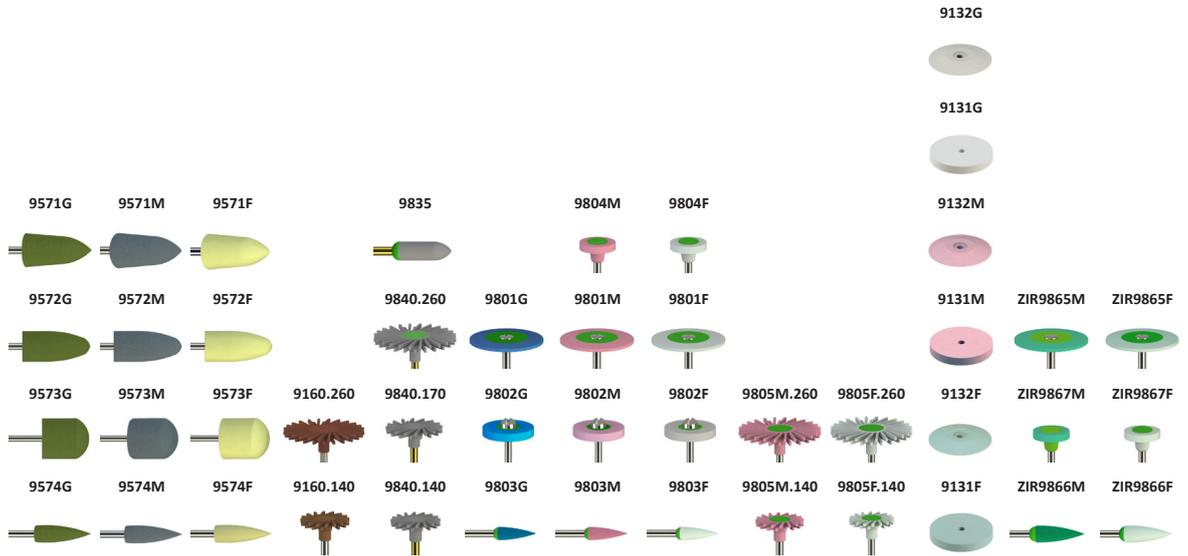 9132G
9131G
9571G 9571M 9571F 9835 9804M 9804F 9132M
9572G 9572M 9572F 9840.260 9801G 9801M 9801F 9131M ZIR9865M ZIR9865F
9573G 9573M 9573F 9160.260 9840.170 9802G 9802M 9802F 9805M.260 9805F.260 9132F ZIR9867M ZIR9867F
9574G 9574M 9574F 9160.140 9840.140 9803G 9803M 9803F 9805M.140 9805F.140 9131F ZIR9866M ZIR9866F